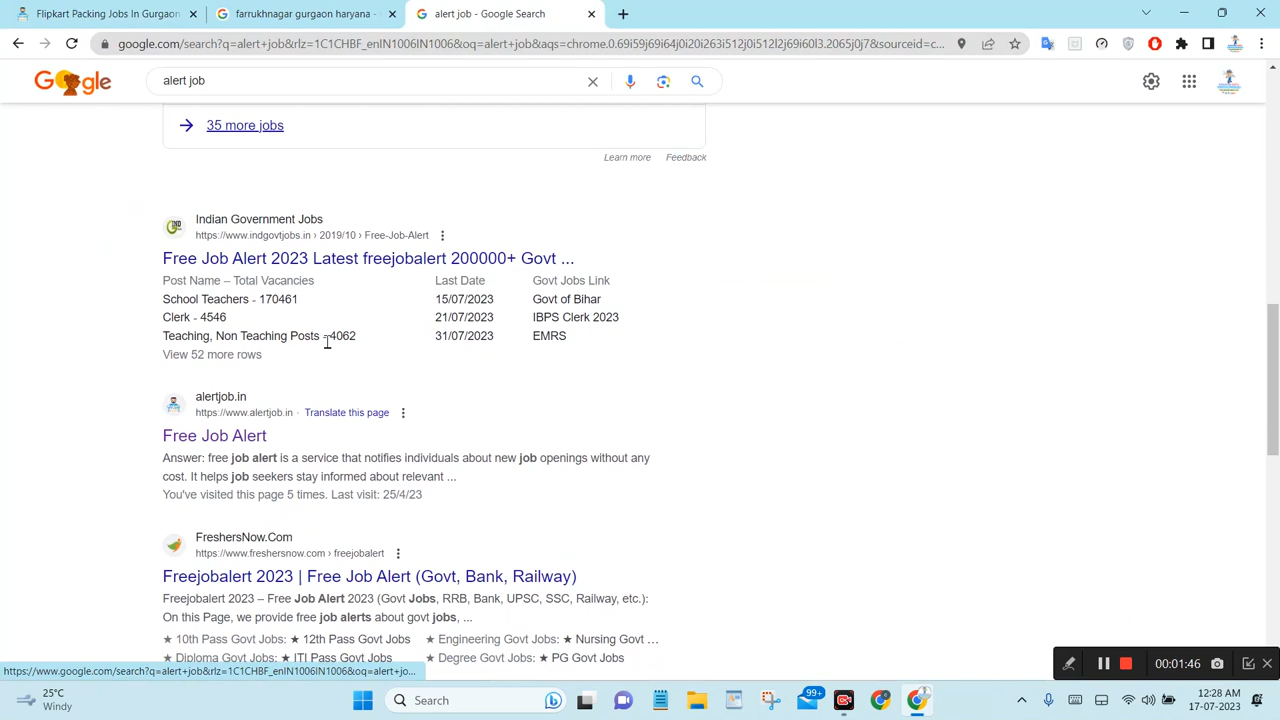 Flipkart Packing Jobs In Gurgaon
farrukhnagar gurgaon haryana -
alert job - Google Search
google.com/search?q=alert+job&rlz=1C1CHBF_enIN1006IN1006&oq=alert+job&aqs=chrome.0.69i59j69i64j0i20i263i512j0i512l2j69i60l3.2065j0j7&sourceid=c...
Google
alert job
35 more jobs
Learn more Feedback
Indian Government Jobs
https://www.indgovtjobs.in › 2019/10 › Free-Job-Alert
Free Job Alert 2023 Latest freejobalert 200000+ Govt ...
Post Name – Total Vacancies Last Date Govt Jobs Link
School Teachers - 170461 15/07/2023 Govt of Bihar
Clerk - 4546 21/07/2023 IBPS Clerk 2023
Teaching, Non Teaching Posts - 4062 31/07/2023 EMRS
View 52 more rows
alertjob.in
https://www.alertjob.in · Translate this page
Free Job Alert
Answer: free job alert is a service that notifies individuals about new job openings without any
cost. It helps job seekers stay informed about relevant ...
You've visited this page 5 times. Last visit: 25/4/23
FreshersNow.Com
https://www.freshersnow.com › freejobalert
Freejobalert 2023 | Free Job Alert (Govt, Bank, Railway)
Freejobalert 2023 – Free Job Alert 2023 (Govt Jobs, RRB, Bank, UPSC, SSC, Railway, etc.):
On this Page, we provide free job alerts about govt jobs, ...
★ 10th Pass Govt Jobs: ★ 12th Pass Govt Jobs ★ Engineering Govt Jobs: ★ Nursing Govt ...
★ Diploma Govt Jobs: ★ ITI Pass Govt Jobs ★ Degree Govt Jobs: ★ PG Govt Jobs
https://www.google.com/search?q=alert+job&rlz=1C1CHBF_enIN1006IN1006&oq=alert+jo...
00:01:46
25°C
Windy
Search
99+
12:28 AM
17-07-2023